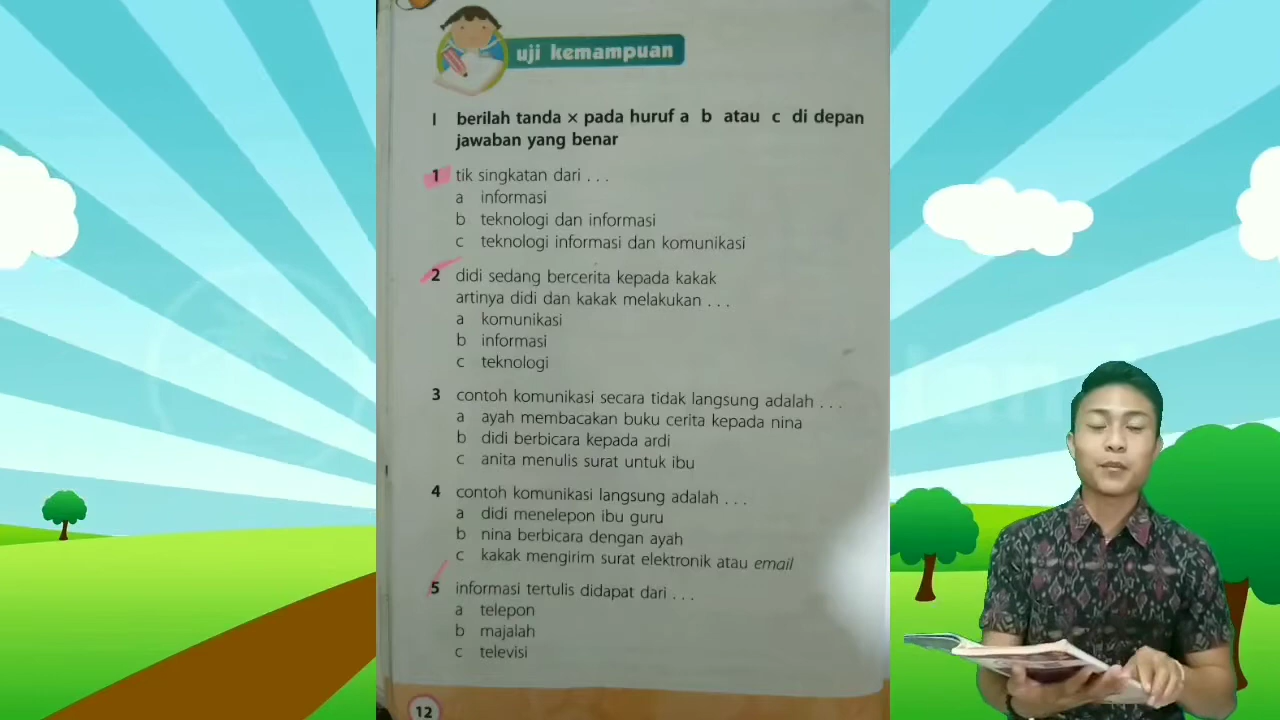 uji kemampuan
I berilah tanda × pada huruf a b atau c di depan
jawaban yang benar
1 tik singkatan dari . . .
a informasi
b teknologi dan informasi
c teknologi informasi dan komunikasi
2 didi sedang bercerita kepada kakak
artinya didi dan kakak melakukan . . .
a komunikasi
b informasi
c teknologi
3 contoh komunikasi secara tidak langsung adalah . . .
a ayah membacakan buku cerita kepada nina
b didi berbicara kepada ardi
c anita menulis surat untuk ibu
4 contoh komunikasi langsung adalah . . .
a didi menelepon ibu guru
b nina berbicara dengan ayah
c kakak mengirim surat elektronik atau email
5 informasi tertulis didapat dari . . .
a telepon
b majalah
c televisi
12